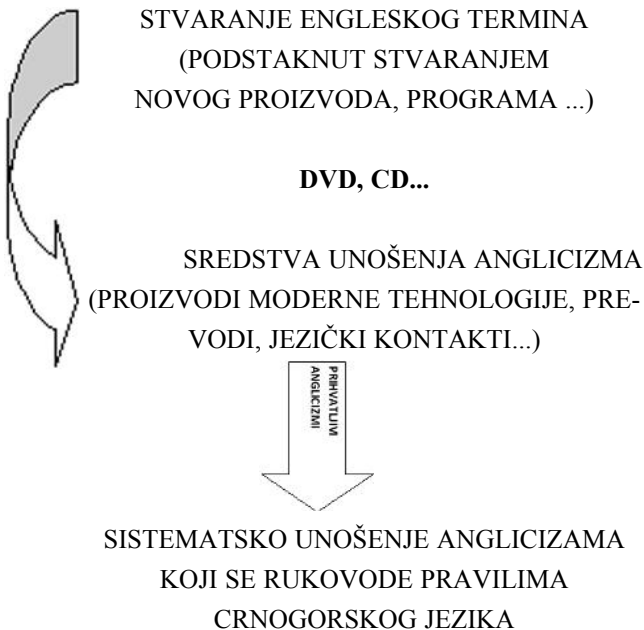 STVARANJE ENGLESKOG TERMINA
(PODSTAKNUT STVARANJEM
NOVOG PROIZVODA, PROGRAMA ...)
DVD, CD...
SREDSTVA UNOŠENJA ANGLICIZMA
(PROIZVODI MODERNE TEHNOLOGIJE, PRE-
VODI, JEZIČKI KONTAKTI...)
PRIHVATLJIVI
ANGLICIZMI
SISTEMATSKO UNOŠENJE ANGLICIZAMA
KOJI SE RUKOVODE PRAVILIMA
CRNOGORSKOG JEZIKA